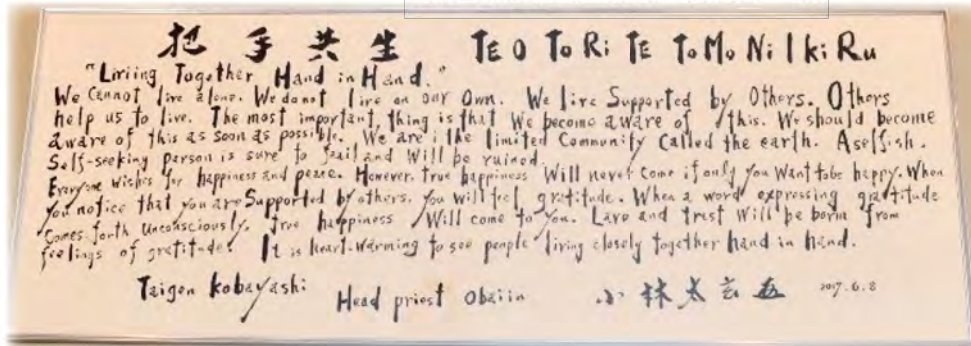 把手共生 TE O ToRi TE ToMo Ni IkiRu
"Liriing Together Hand in Hand."
We Cannot live alone. We do not live on our Own. We live Supported by Others. Others
help us to live. The most important, thing is that We become aware of this. We should become
aware of this as soon as possible. We are i the limited Community Called the earth. A selfish.
Self-seeking person is sure to fail and Will be ruined.
Everyone Wishes for happiness and peace. However, true happiness Will never Come if only you Want to be happy. When
you notice that you are Supported by others, you will feel gratitude. When a word expressing gratitude
Comes forth Unconsciously, true happiness Will come to you. Love and trest Will be born from
feelings of gratitude. It is heart-warming to see people living closely together hand in hand.
Taigen kobayashi Head priest Obaiin 小林太玄 2017.6.8